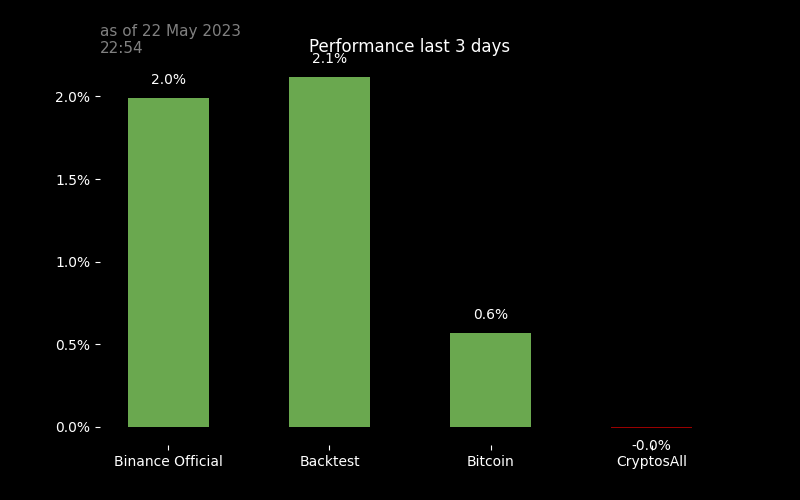 as of 22 May 2023
22:54
Performance last 3 days
2.0%
2.1%
0.6%
-0.0%
2.0%
1.5%
1.0%
0.5%
0.0%
Binance Official
Backtest
Bitcoin
CryptosAll